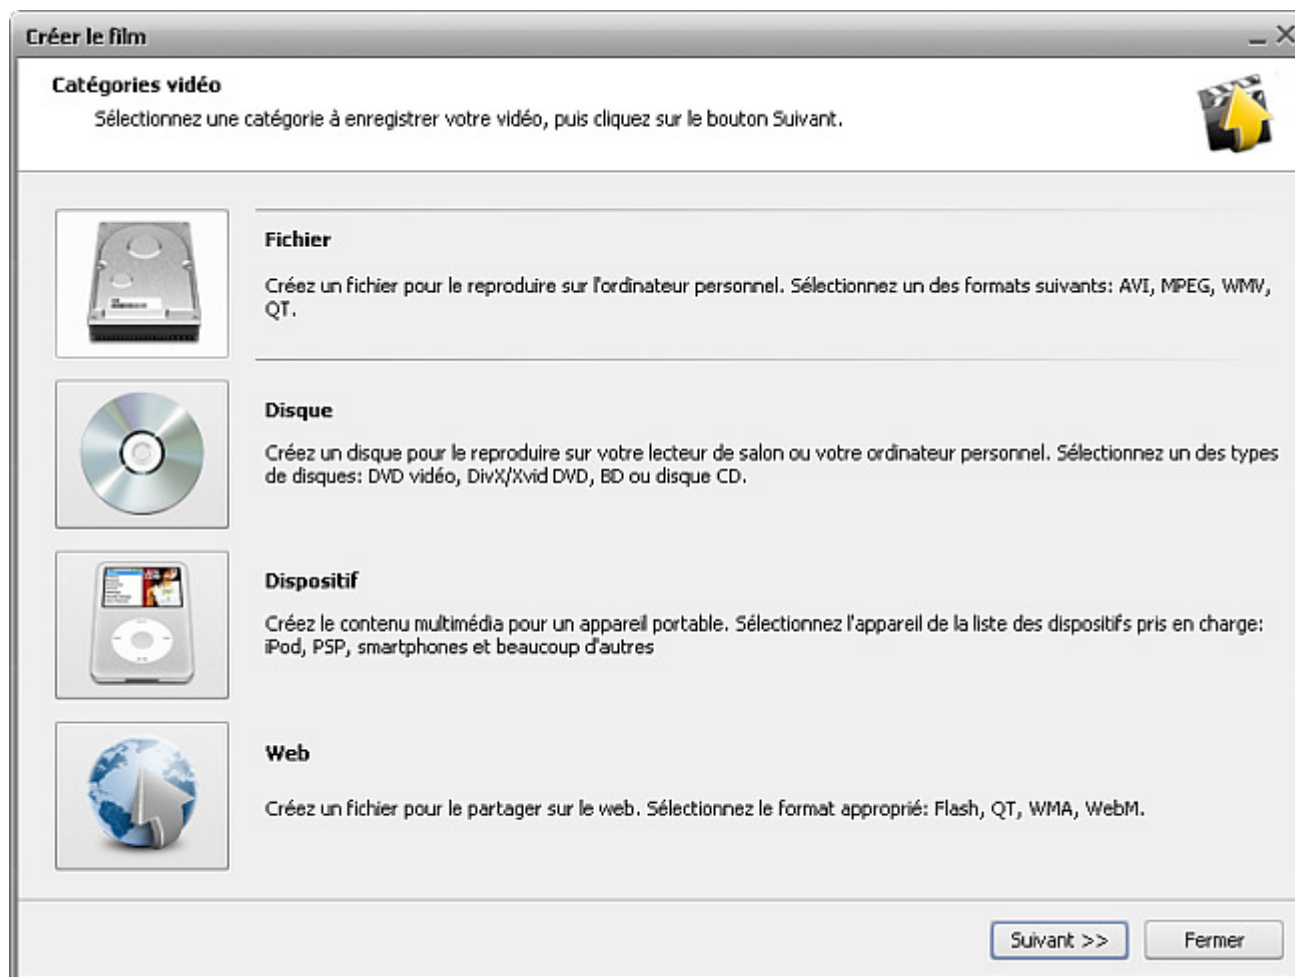 Créer le film
Catégories vidéo
Sélectionnez une catégorie à enregistrer votre vidéo, puis cliquez sur le bouton Suivant.
Fichier
Créez un fichier pour le reproduire sur l'ordinateur personnel. Sélectionnez un des formats suivants: AVI, MPEG, WMV,
QT.
Disque
Créez un disque pour le reproduire sur votre lecteur de salon ou votre ordinateur personnel. Sélectionnez un des types
de disques: DVD vidéo, DivX/Xvid DVD, BD ou disque CD.
Dispositif
Créez le contenu multimédia pour un appareil portable. Sélectionnez l'appareil de la liste des dispositifs pris en charge:
iPod, PSP, smartphones et beaucoup d'autres
Web
Créez un fichier pour le partager sur le web. Sélectionnez le format approprié: Flash, QT, WMA, WebM.
Suivant >> Fermer